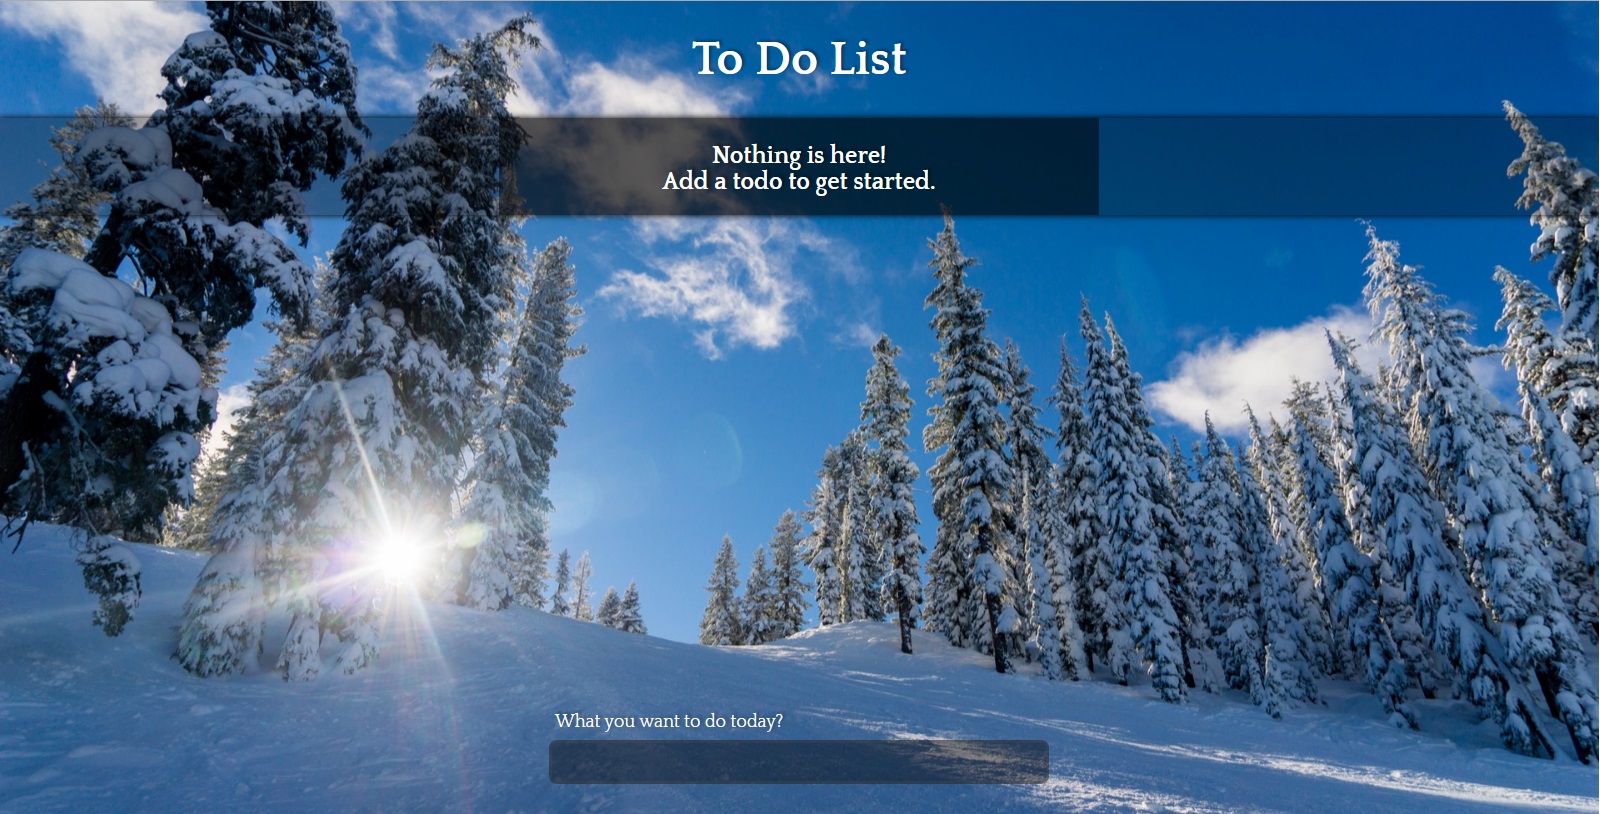 To Do List
Nothing is here!
Add a todo to get started.
What you want to do today?